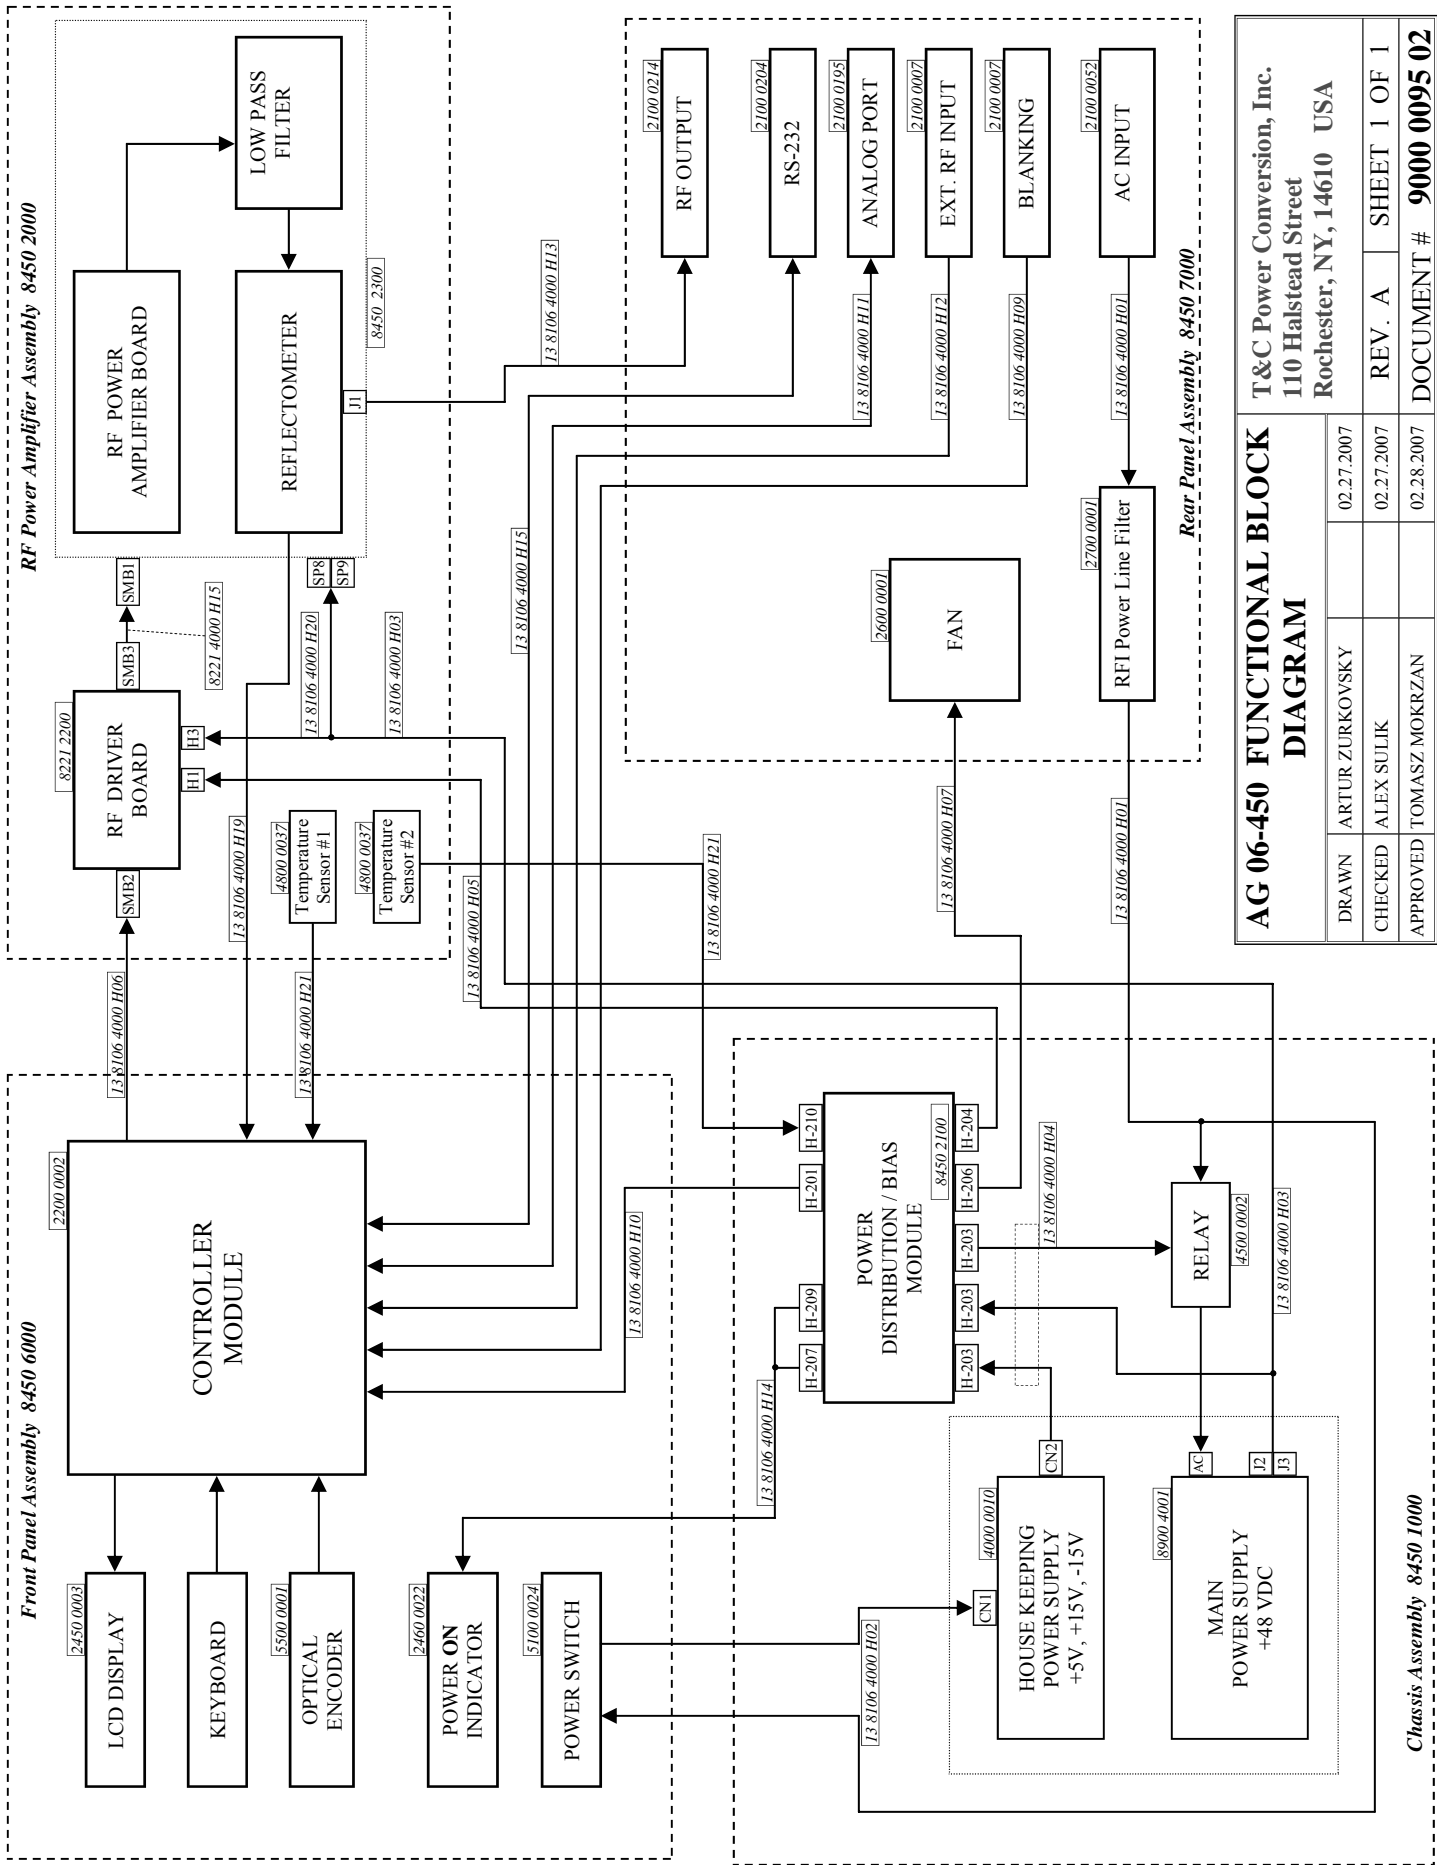 Front Panel Assembly  8450 6000
2450 0003
LCD DISPLAY
KEYBOARD
5500 0001
OPTICAL
ENCODER
2460 0022
POWER ON
INDICATOR
5100 0024
POWER SWITCH
2200 0002
CONTROLLER
MODULE
13 8106 4000 H06
13 8106 4000 H19
13 8106 4000 H21
13 8106 4000 H10
13 8106 4000 H14
13 8106 4000 H02
RF Power Amplifier Assembly  8450 2000
SMB2
8221 2200
RF  DRIVER
BOARD
H1
H3
SMB3
SMB1
8221 4000 H15
4800 0037
Temperature
Sensor #1
4800 0037
Temperature
Sensor #2
13 8106 4000 H20
13 8106 4000 H03
SP8
SP9
RF  POWER
AMPLIFIER BOARD
LOW PASS
FILTER
REFLECTOMETER
J1
8450  2300
13 8106 4000 H05
13 8106 4000 H21
13 8106 4000 H15
13 8106 4000 H13
2100 0214
RF OUTPUT
2100 0204
RS-232
2100 0195
ANALOG PORT
13 8106 4000 H11
2100 0007
EXT. RF INPUT
13 8106 4000 H12
2100 0007
BLANKING
13 8106 4000 H09
2100 0052
AC INPUT
13 8106 4000 H01
2600 0001
FAN
2700 0001
RFI Power Line Filter
Rear Panel Assembly  8450 7000
13 8106 4000 H07
13 8106 4000 H01
H-207
H-209
H-201
H-210
POWER
DISTRIBUTION / BIAS
MODULE
8450 2100
H-203
H-203
H-203
H-206
H-204
13 8106 4000 H04
CN1
4000 0010
HOUSE KEEPING
POWER SUPPLY
+5V, +15V, -15V
CN2
8900 4001
MAIN
POWER SUPPLY
+48 VDC
AC
J2
J3
RELAY
4500 0002
13 8106 4000 H03
Chassis Assembly  8450 1000
AG 06-450  FUNCTIONAL BLOCK
DIAGRAM
T&C Power Conversion, Inc.
110 Halstead Street
Rochester, NY, 14610   USA
DRAWN ARTUR ZURKOVSKY 02.27.2007
CHECKED ALEX SULIK 02.27.2007 REV.  A SHEET  1  OF  1
APPROVED TOMASZ MOKRZAN 02.28.2007 DOCUMENT #  9000 0095 02